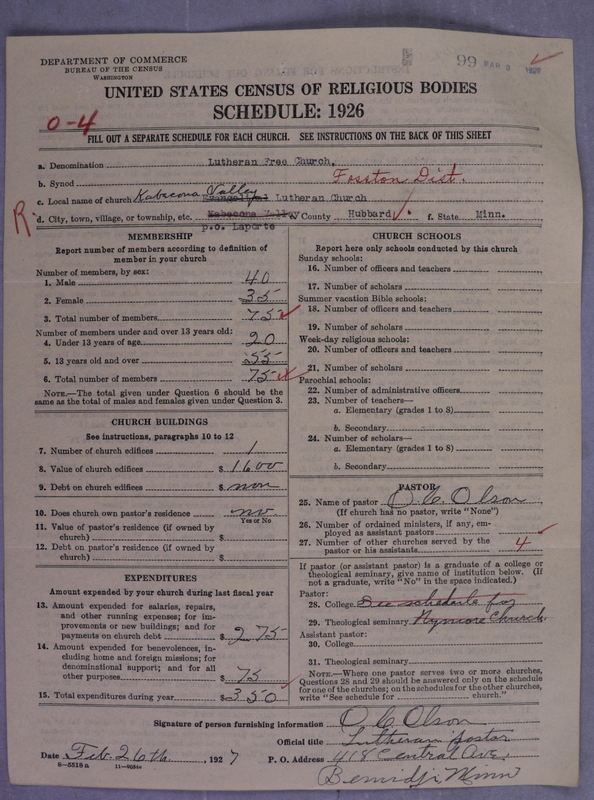 DEPARTMENT OF COMMERCE
BUREAU OF THE CENSUS
WASHINGTON
99 MAR 8 1928
UNITED STATES CENSUS OF RELIGIOUS BODIES
SCHEDULE: 1926
0-4
FILL OUT A SEPARATE SCHEDULE FOR EACH CHURCH. SEE INSTRUCTIONS ON THE BACK OF THIS SHEET
a. Denomination Lutheran Free Church,
b. Synod Fosston Dist.
c. Local name of church Kabecona Valley Evangelical Lutheran Church
R d. City, town, village, or township, etc. Kabecona Valley County Hubbard f. State Minn.
p.o. Laporte
MEMBERSHIP
Report number of members according to definition of
member in your church
Number of members, by sex:
1. Male 40
2. Female 35
3. Total number of members 75
Number of members under and over 13 years old:
4. Under 13 years of age 20
5. 13 years old and over 55
6. Total number of members 75
NOTE.—The total given under Question 6 should be the
same as the total of males and females given under Question 3.
CHURCH BUILDINGS
See instructions, paragraphs 10 to 12
7. Number of church edifices 1
8. Value of church edifices $1600
9. Debt on church edifices $ non
10. Does church own pastor's residence? no
Yes or No
11. Value of pastor's residence (if owned by
church) $
12. Debt on pastor's residence (if owned by
church) $
EXPENDITURES
Amount expended by your church during last fiscal year
13. Amount expended for salaries, repairs,
and other running expenses; for im-
provements or new buildings; and for
payments on church debt $275
14. Amount expended for benevolences, in-
cluding home and foreign missions; for
denominational support; and for all
other purposes $75
15. Total expenditures during year $350
CHURCH SCHOOLS
Report here only schools conducted by this church
Sunday schools:
16. Number of officers and teachers
17. Number of scholars
Summer vacation Bible schools:
18. Number of officers and teachers
19. Number of scholars
Week-day religious schools:
20. Number of officers and teachers
21. Number of scholars
Parochial schools:
22. Number of administrative officers
23. Number of teachers—
a. Elementary (grades 1 to 8)
b. Secondary
24. Number of scholars—
a. Elementary (grades 1 to 8)
b. Secondary
PASTOR
25. Name of pastor O. C. Olson
(If church has no pastor, write "None")
26. Number of ordained ministers, if any, em-
ployed as assistant pastors
27. Number of other churches served by the
pastor or his assistants 4
If pastor (or assistant pastor) is a graduate of a college or
theological seminary, give name of institution below. (If
not a graduate, write "No" in the space indicated.)
Pastor:
28. College See schedule for
29. Theological seminary Nymore Church.
Assistant pastor:
30. College
31. Theological seminary
NOTE.—Where one pastor serves two or more churches,
Questions 28 and 29 should be answered only on the schedule
for one of the churches; on the schedules for the other churches,
write "See schedule for church."
Signature of person furnishing information O. C. Olson
Official title Lutheran pastor
Date Feb. 26th, 1927 P. O. Address 418 Central Ave,
8-5518a 11-9054
Bemidji Minn